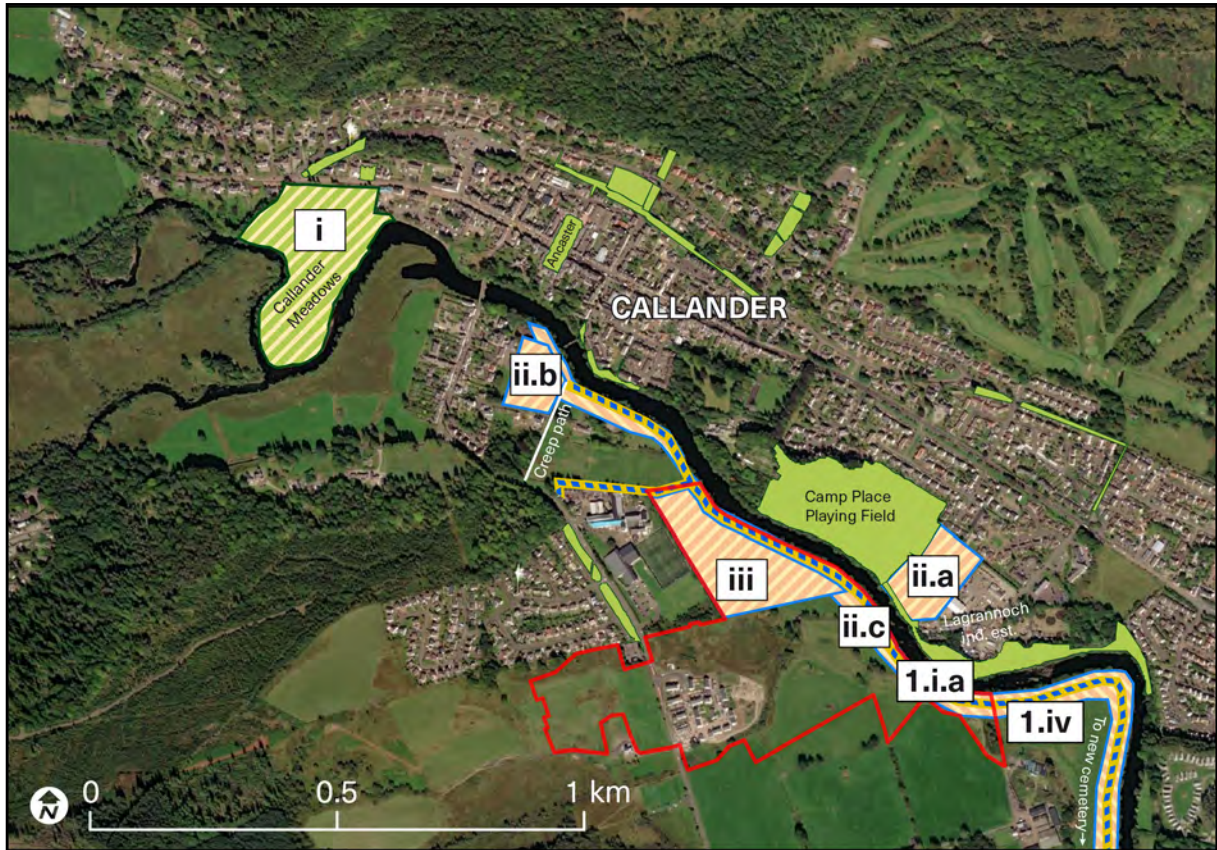 i
Callander
Meadows
Ancaster
CALLANDER
ii.b
Creep path
Camp Place
Playing Field
iii
ii.a
ii.c
Lagrannoch
ind. est.
1.i.a
1.iv
To new cemetery→
N
0 0.5 1 km